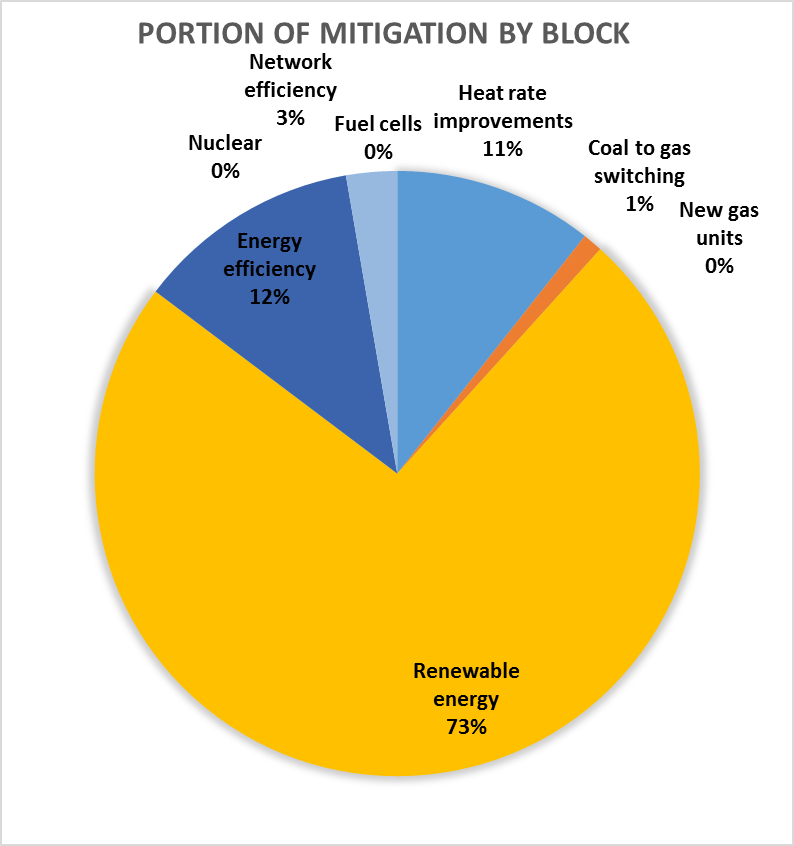 PORTION OF MITIGATION BY BLOCK
Network
efficiency
3%
Fuel cells
0%
Heat rate
improvements
11%
Nuclear
0%
Coal to gas
switching
1%
New gas
units
0%
Energy
efficiency
12%
Renewable
energy
73%